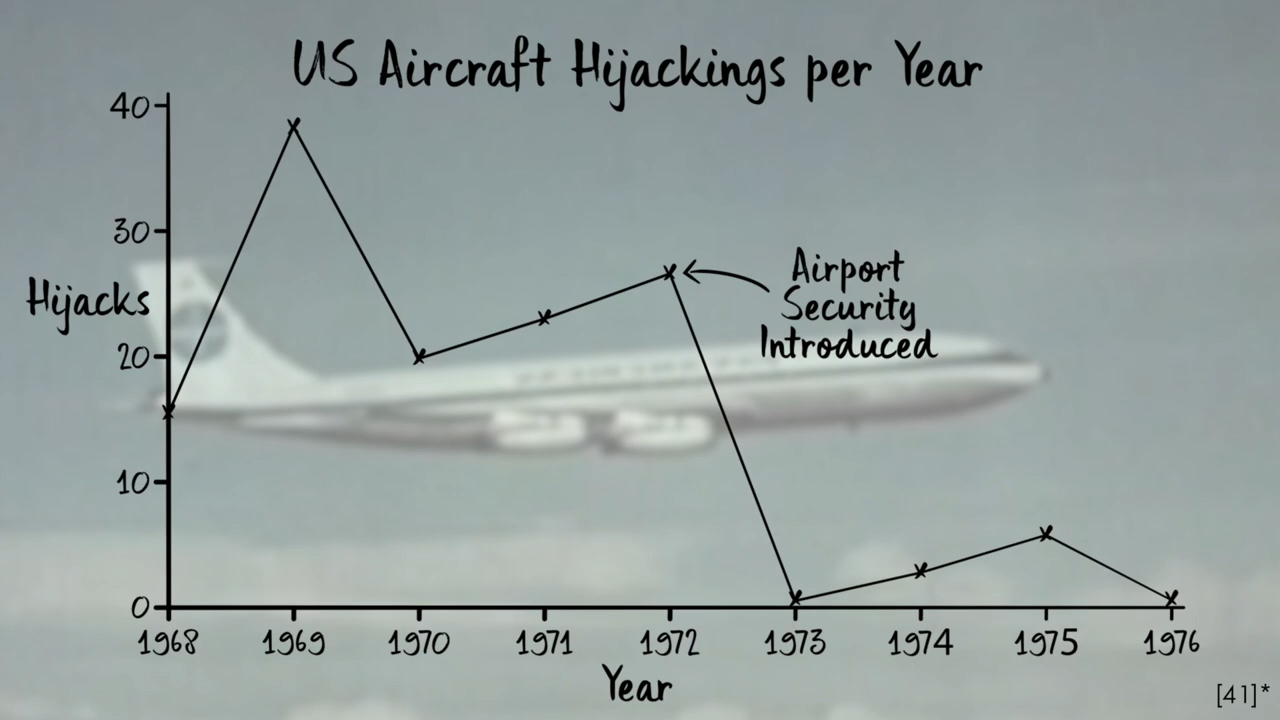 US Aircraft Hijackings per Year
40
30
Hijacks
20
10
0
Airport
Security
Introduced
1968 1969 1970 1971 1972 1973 1974 1975 1976
Year
[41]*